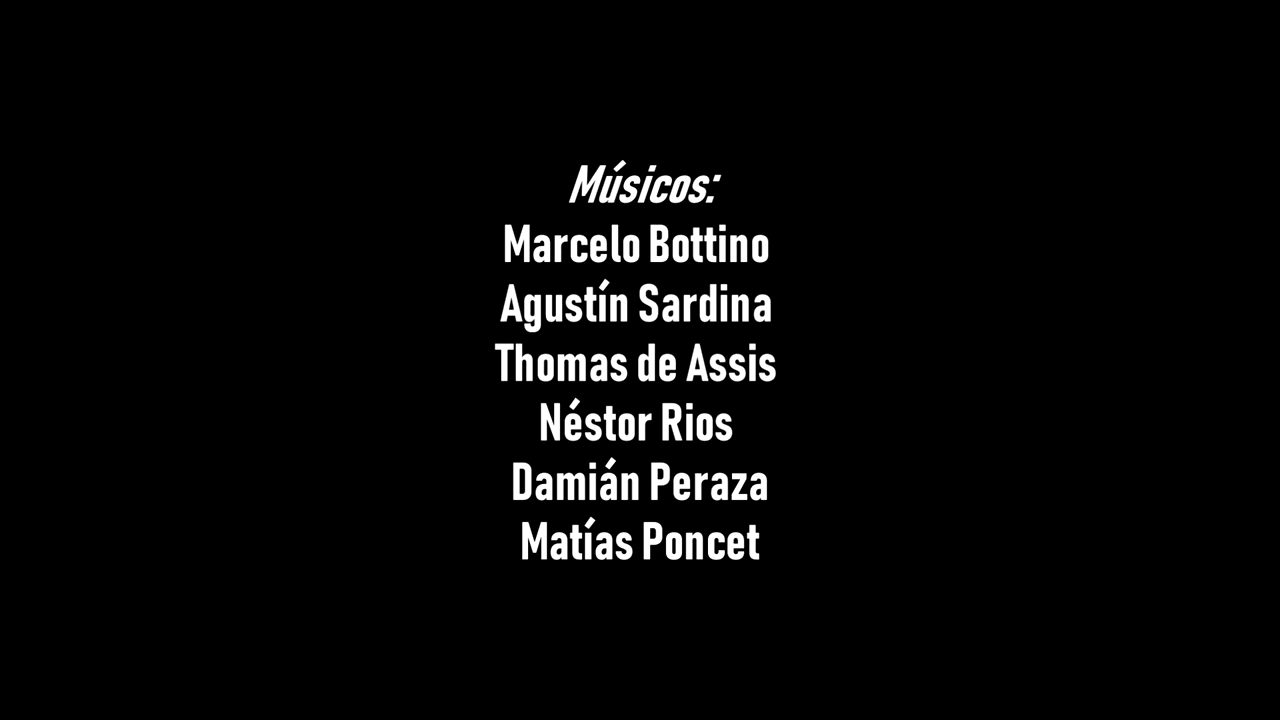 Músicos:
Marcelo Bottino
Agustín Sardina
Thomas de Assis
Néstor Rios
Damián Peraza
Matías Poncet